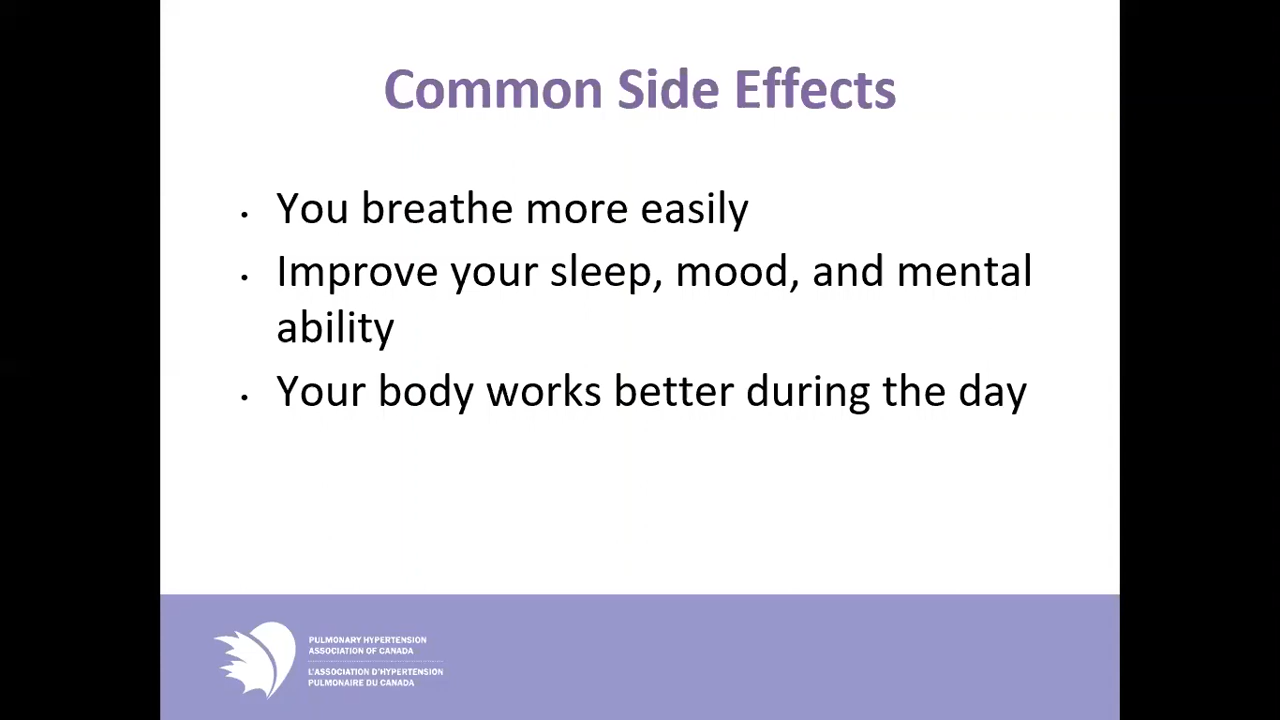 Common Side Effects
• You breathe more easily
• Improve your sleep, mood, and mental
ability
• Your body works better during the day
PULMONARY HYPERTENSION
ASSOCIATION OF CANADA
L'ASSOCIATION D'HYPERTENSION
PULMONAIRE DU CANADA